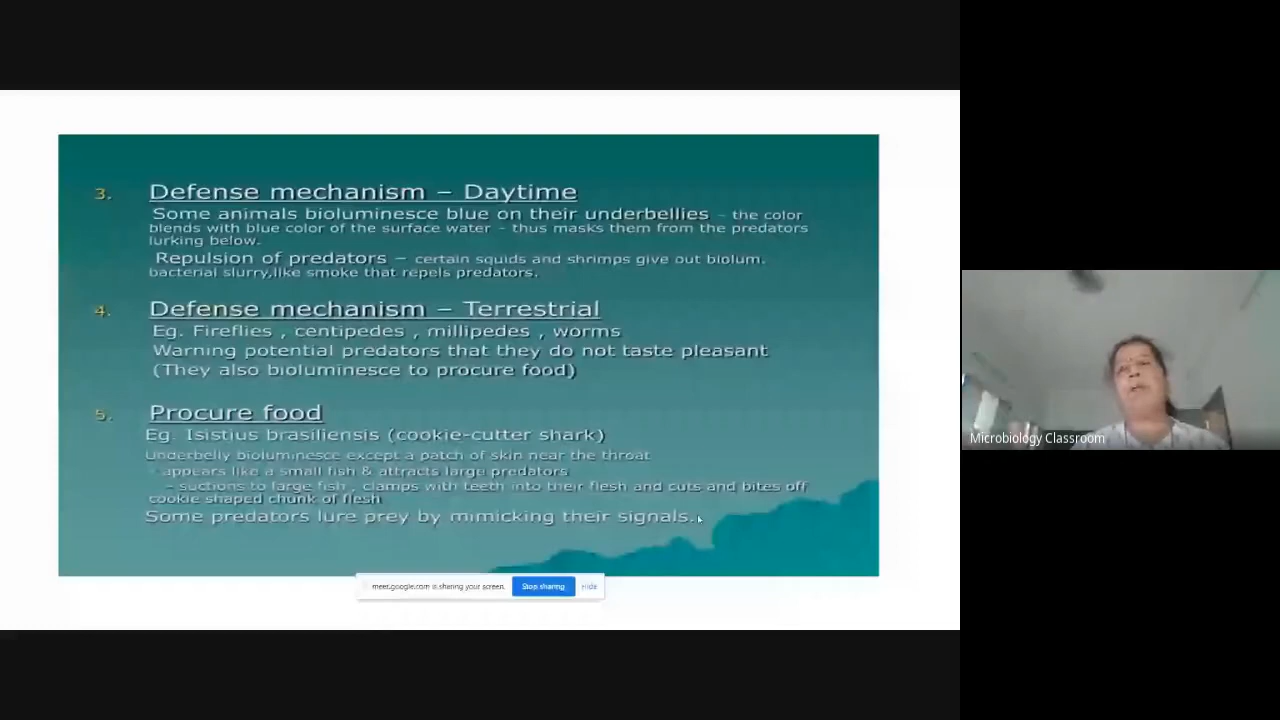 3. Defense mechanism – Daytime
Some animals bioluminesce blue on their underbellies – the color
blends with blue color of the surface water – thus masks them from the predators
lurking below.
Repulsion of predators – certain squids and shrimps give out biolum.
bacterial slurry,like smoke that repels predators.
4. Defense mechanism – Terrestrial
Eg. Fireflies , centipedes , millipedes , worms
Warning potential predators that they do not taste pleasant
(They also bioluminesce to procure food)
5. Procure food
Eg. Isistius brasiliensis (cookie-cutter shark)
Underbelly bioluminesce except a patch of skin near the throat
- appears like a small fish & attracts large predators
- suctions to large fish , clamps with teeth into their flesh and cuts and bites off
cookie shaped chunk of flesh
Some predators lure prey by mimicking their signals.
meet.google.com is sharing your screen.
Stop sharing
Hide
Microbiology Classroom